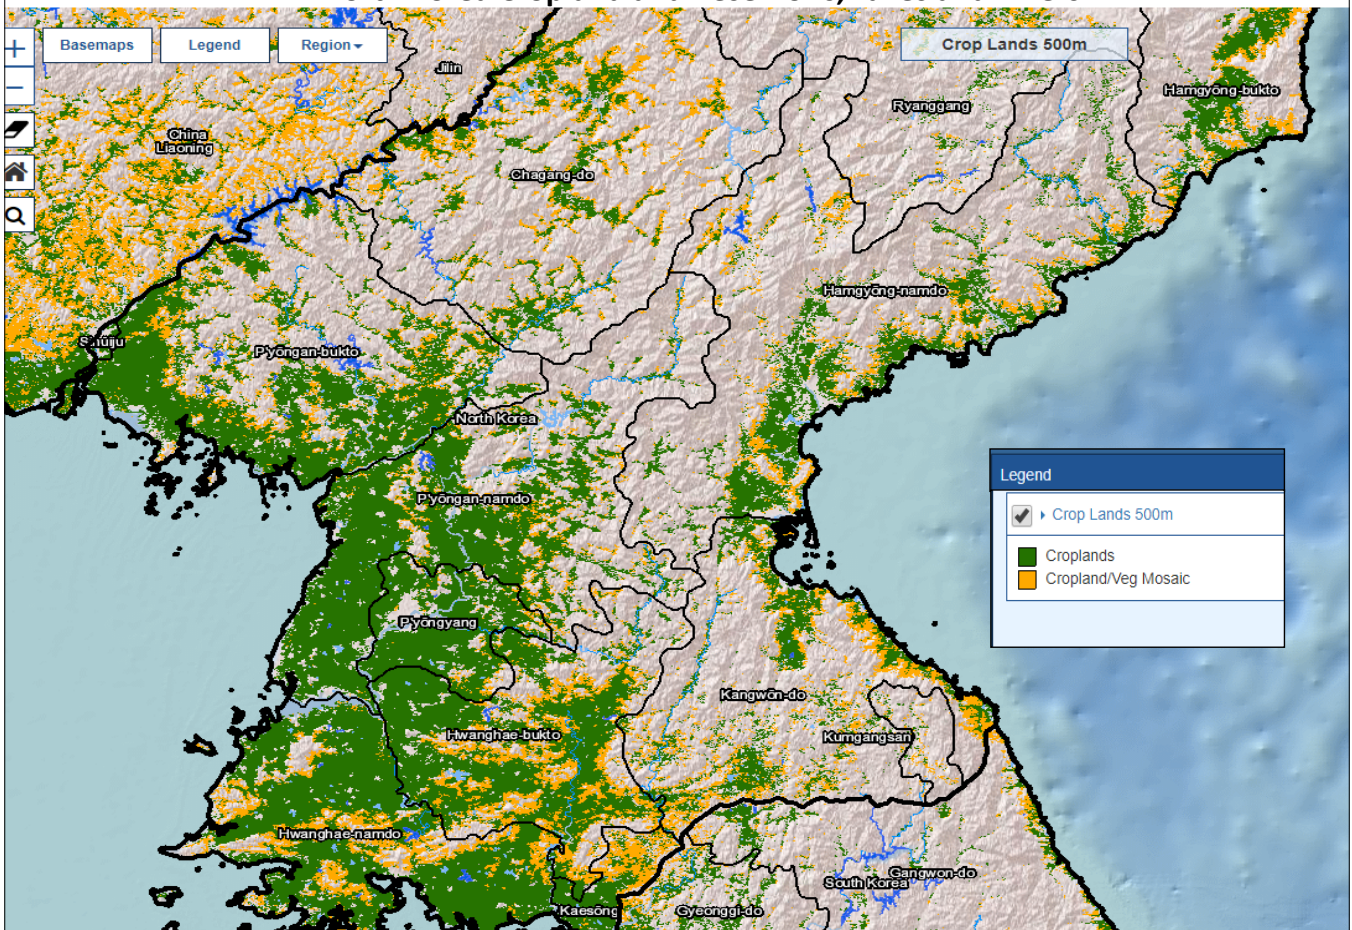 Basemaps
Legend
Region
Crop Lands 500m
Jilin
Hamgyŏng-bukto
Ryanggang
China
Liaoning
Chagang-do
Hamgyŏng-namdo
P'yŏngan-bukto
North Korea
Legend
P'yŏngan-namdo
Crop Lands 500m
Croplands
Cropland/Veg Mosaic
P'yŏngyang
Kangwŏn-do
Hwanghae-bukto
Kumgangsan
Hwanghae-namdo
Gangwon-do
South Korea
Kaesŏng
Gyeonggi-do